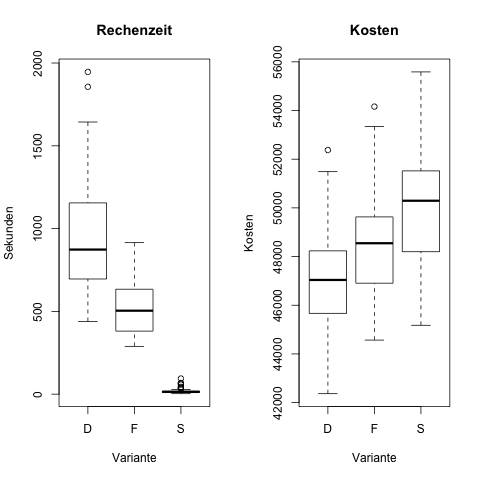 Rechenzeit
Sekunden
2000
1500
1000
500
0
D F S
Variante
Kosten
Kosten
56000
54000
52000
50000
48000
46000
44000
42000
D F S
Variante